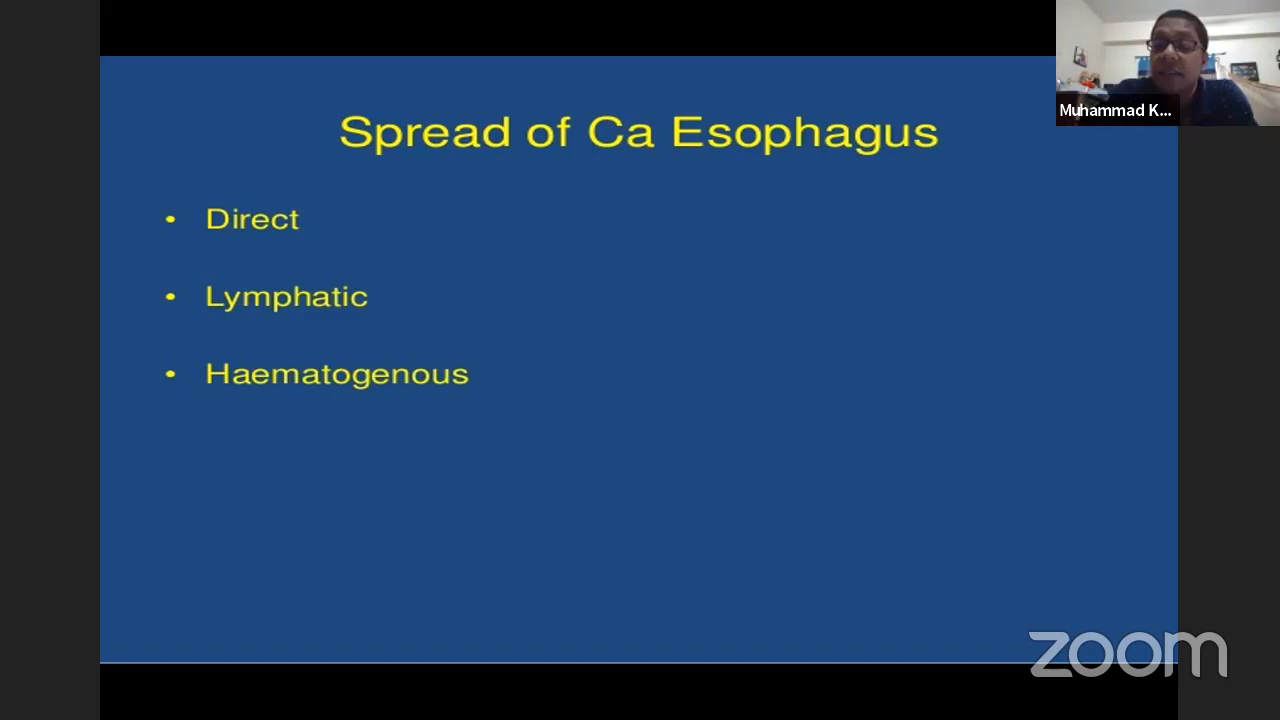 Spread of Ca Esophagus
• Direct
• Lymphatic
• Haematogenous
Muhammad K...
zoom